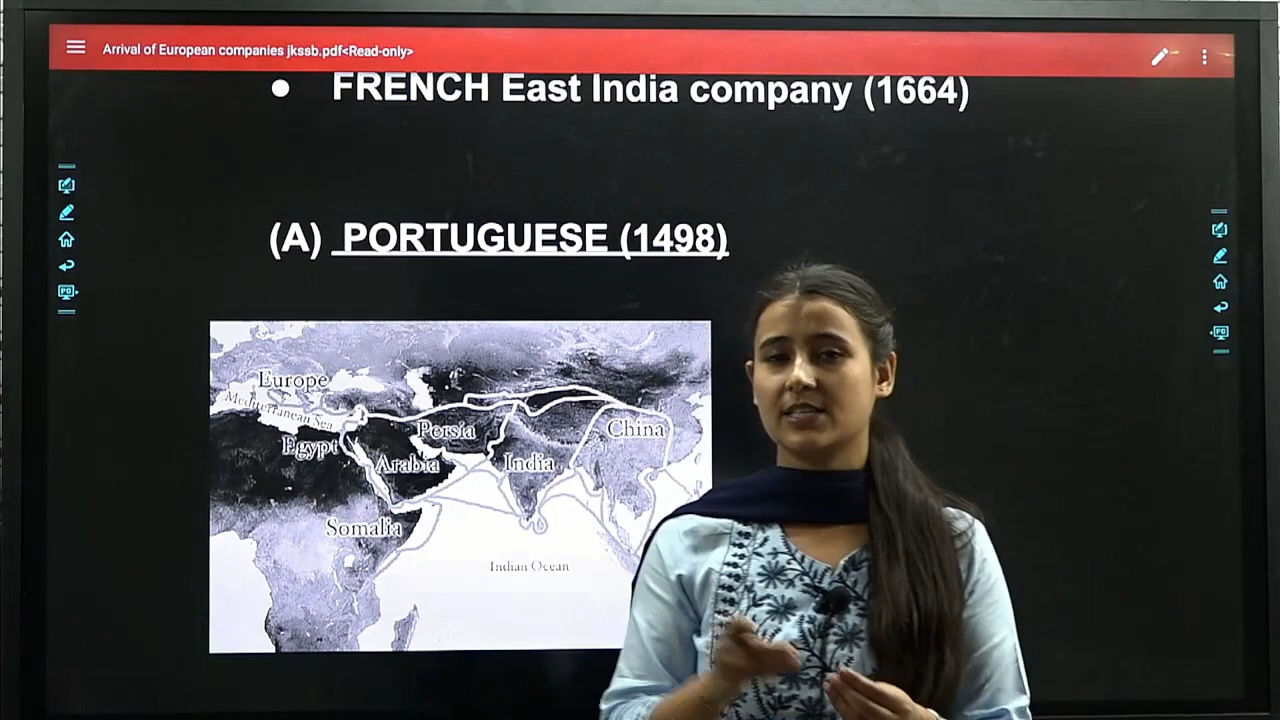 Arrival of European companies jkssb.pdf<Read-only>
● FRENCH East India company (1664)
(A) PORTUGUESE (1498)
Europe
Mediterranean Sea
Egypt
Persia
China
Arabia
India
Somalia
Indian Ocean